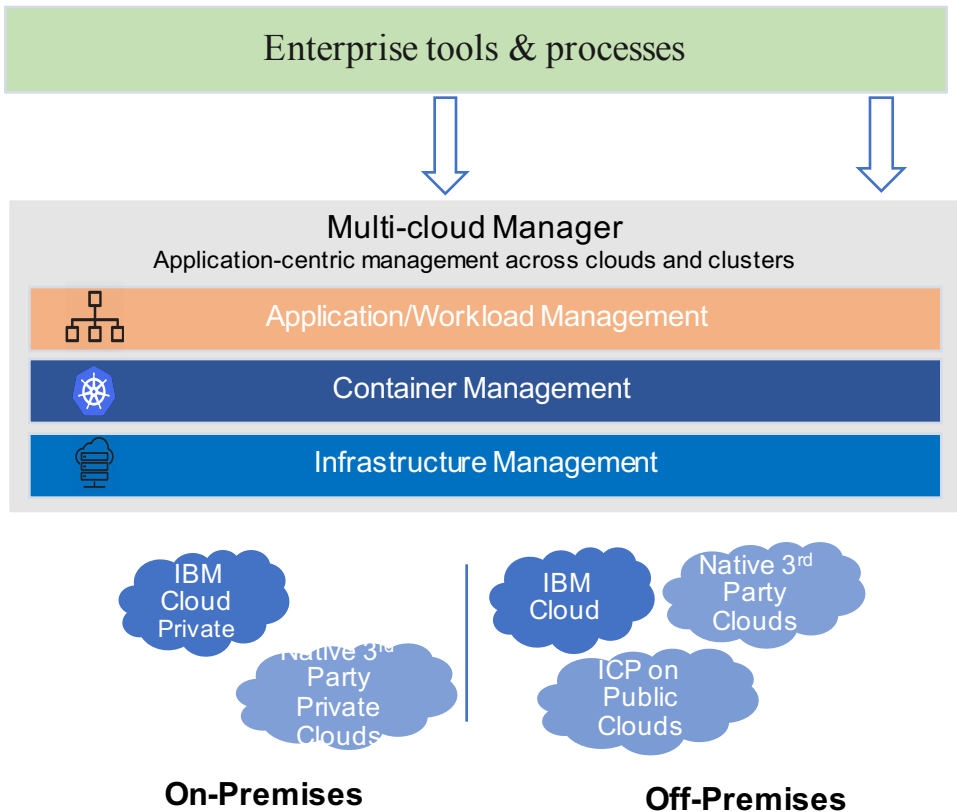 Enterprise tools & processes
Multi-cloud Manager
Application-centric management across clouds and clusters
Application/Workload Management
Container Management
Infrastructure Management
IBM
Cloud
Private
Native 3rd
Party
Private
Clouds
IBM
Cloud
Native 3rd
Party
Clouds
ICP on
Public
Clouds
On-Premises
Off-Premises